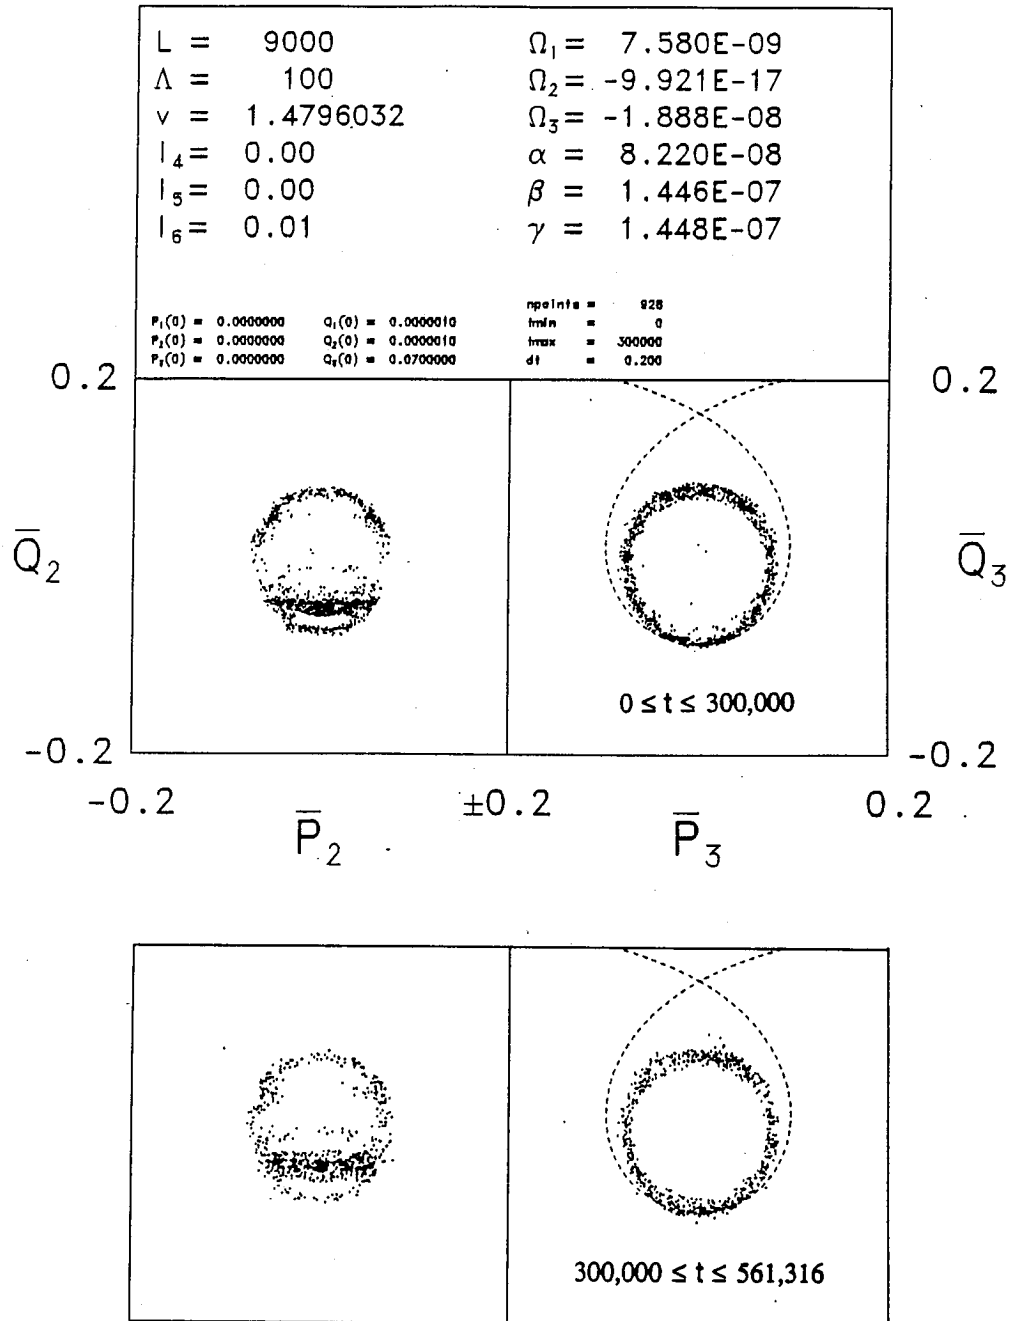 L = 9000 Ω₁ = 7.580E-09
Λ = 100 Ω₂ = -9.921E-17
v = 1.4796032 Ω₃ = -1.888E-08
I₄ = 0.00 α = 8.220E-08
I₅ = 0.00 β = 1.446E-07
I₆ = 0.01 γ = 1.448E-07
npoints = 928
P₁(0) = 0.0000000 Q₁(0) = 0.0000010 tmin = 0
P₂(0) = 0.0000000 Q₂(0) = 0.0000010 tmax = 300000
P₃(0) = 0.0000000 Q₃(0) = 0.0700000 dt = 0.200
0.2 0.2
Q̅₂ Q̅₃
0 ≤ t ≤ 300,000
-0.2 -0.2
-0.2 ±0.2 0.2
P̅₂ P̅₃
300,000 ≤ t ≤ 561,316